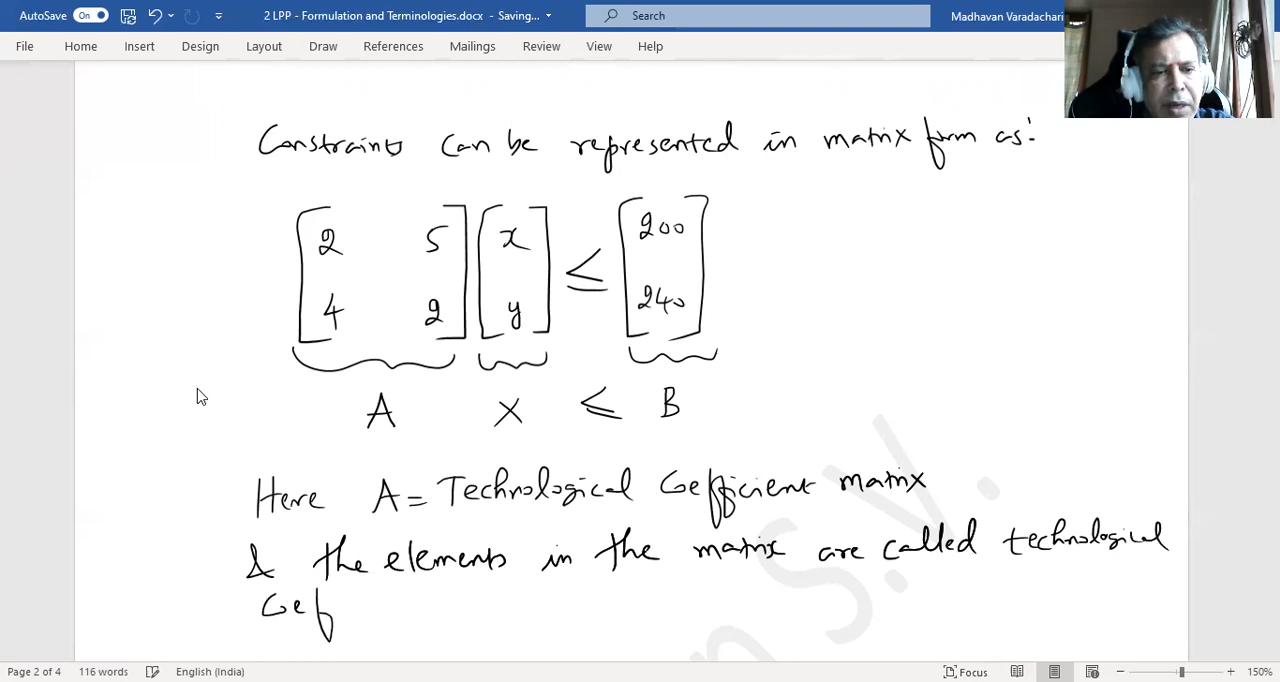 AutoSave On 2 LPP - Formulation and Terminologies.docx - Saving... Search Madhavan Varadachari
File Home Insert Design Layout Draw References Mailings Review View Help
Constraints can be represented in matrix form as:
[2 5] [x] ≤ [200]
[4 2] [y] [240]
A X ≤ B
Here A = Technological Coefficient matrix
& the elements in the matrix are called technological
Coef
n S.V.
Page 2 of 4 116 words English (India) Focus 150%